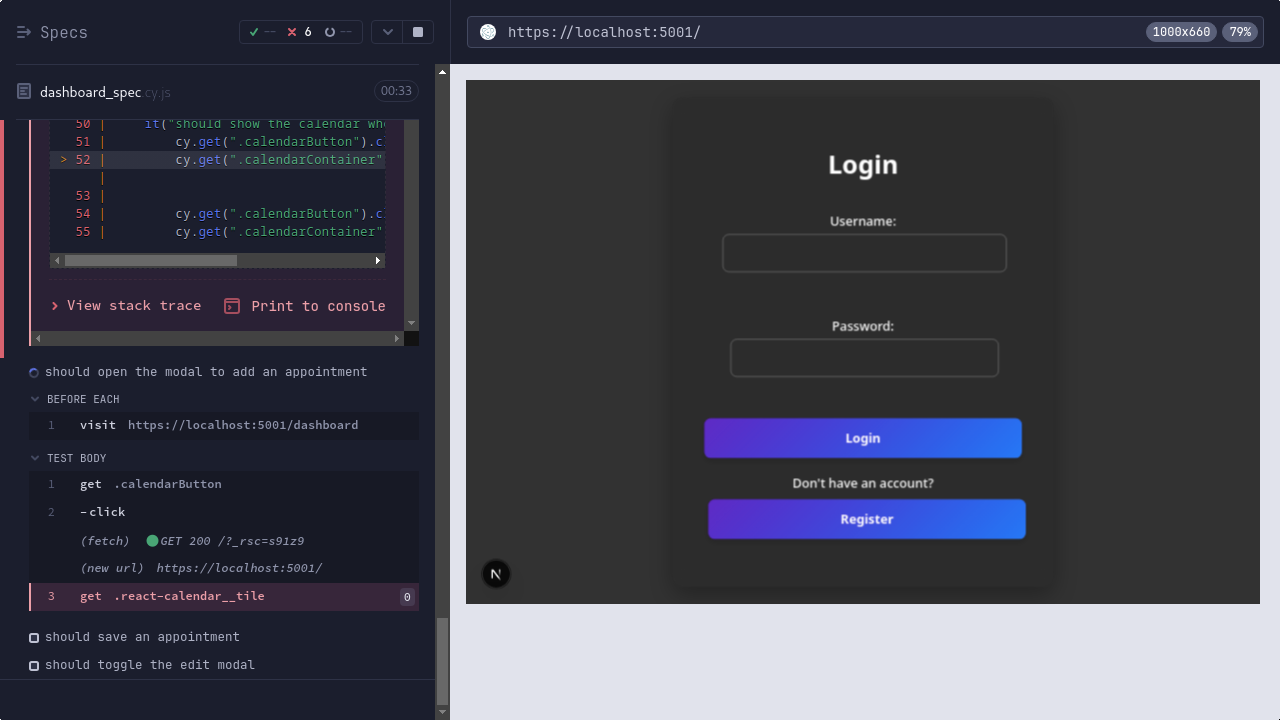 Specs
-- 6 --
dashboard_spec.cy.js 00:33
50 | it("should show the calendar whe
51 | cy.get(".calendarButton").cl
> 52 | cy.get(".calendarContainer"
|
53 |
54 | cy.get(".calendarButton").cl
55 | cy.get(".calendarContainer"
> View stack trace Print to console
should open the modal to add an appointment
BEFORE EACH
1 visit https://localhost:5001/dashboard
TEST BODY
1 get .calendarButton
2 -click
(fetch) GET 200 /?_rsc=s91z9
(new url) https://localhost:5001/
3 get .react-calendar__tile 0
should save an appointment
should toggle the edit modal
https://localhost:5001/ 1000x660 79%
Login
Username:
Password:
Login
Don't have an account?
Register
N